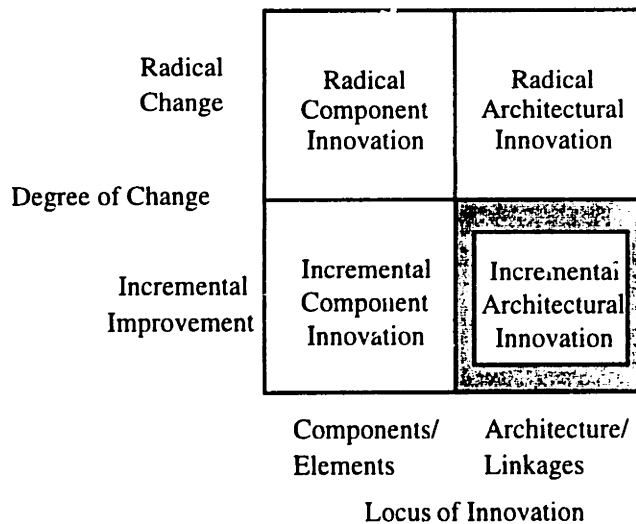 Radical
Change
Radical
Component
Innovation
Radical
Architectural
Innovation
Degree of Change
Incremental
Improvement
Incremental
Component
Innovation
Incremental
Architectural
Innovation
Components/
Elements
Architecture/
Linkages
Locus of Innovation